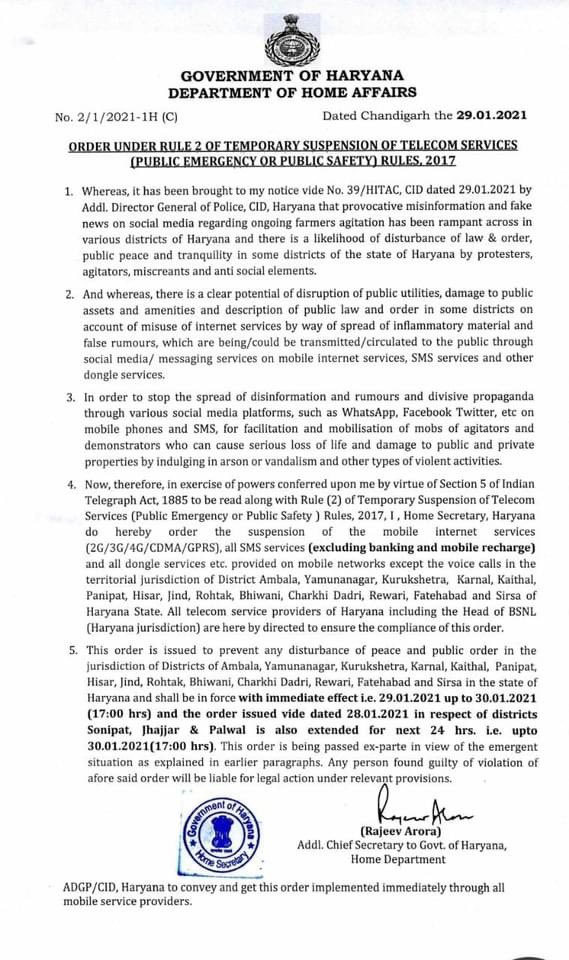 GOVERNMENT OF HARYANA
DEPARTMENT OF HOME AFFAIRS
No. 2/1/2021-1H (C) Dated Chandigarh the 29.01.2021
ORDER UNDER RULE 2 OF TEMPORARY SUSPENSION OF TELECOM SERVICES
(PUBLIC EMERGENCY OR PUBLIC SAFETY) RULES, 2017
1. Whereas, it has been brought to my notice vide No. 39/HITAC, CID dated 29.01.2021 by
Addl. Director General of Police, CID, Haryana that provocative misinformation and fake
news on social media regarding ongoing farmers agitation has been rampant across in
various districts of Haryana and there is a likelihood of disturbance of law & order,
public peace and tranquility in some districts of the state of Haryana by protesters,
agitators, miscreants and anti social elements.
2. And whereas, there is a clear potential of disruption of public utilities, damage to public
assets and amenities and description of public law and order in some districts on
account of misuse of internet services by way of spread of inflammatory material and
false rumours, which are being/could be transmitted/circulated to the public through
social media/ messaging services on mobile internet services, SMS services and other
dongle services.
3. In order to stop the spread of disinformation and rumours and divisive propaganda
through various social media platforms, such as WhatsApp, Facebook Twitter, etc on
mobile phones and SMS, for facilitation and mobilisation of mobs of agitators and
demonstrators who can cause serious loss of life and damage to public and private
properties by indulging in arson or vandalism and other types of violent activities.
4. Now, therefore, in exercise of powers conferred upon me by virtue of Section 5 of Indian
Telegraph Act, 1885 to be read along with Rule (2) of Temporary Suspension of Telecom
Services (Public Emergency or Public Safety ) Rules, 2017, I , Home Secretary, Haryana
do hereby order the suspension of the mobile internet services
(2G/3G/4G/CDMA/GPRS), all SMS services (excluding banking and mobile recharge)
and all dongle services etc. provided on mobile networks except the voice calls in the
territorial jurisdiction of District Ambala, Yamunanagar, Kurukshetra, Karnal, Kaithal,
Panipat, Hisar, Jind, Rohtak, Bhiwani, Charkhi Dadri, Rewari, Fatehabad and Sirsa of
Haryana State. All telecom service providers of Haryana including the Head of BSNL
(Haryana jurisdiction) are here by directed to ensure the compliance of this order.
5. This order is issued to prevent any disturbance of peace and public order in the
jurisdiction of Districts of Ambala, Yamunanagar, Kurukshetra, Karnal, Kaithal, Panipat,
Hisar, Jind, Rohtak, Bhiwani, Charkhi Dadri, Rewari, Fatehabad and Sirsa in the state of
Haryana and shall be in force with immediate effect i.e. 29.01.2021 up to 30.01.2021
(17:00 hrs) and the order issued vide dated 28.01.2021 in respect of districts
Sonipat, Jhajjar & Palwal is also extended for next 24 hrs. i.e. upto
30.01.2021(17:00 hrs). This order is being passed ex-parte in view of the emergent
situation as explained in earlier paragraphs. Any person found guilty of violation of
afore said order will be liable for legal action under relevant provisions.
Government of Haryana
Home Secretary
(Rajeev Arora)
Addl. Chief Secretary to Govt. of Haryana,
Home Department
ADGP/CID, Haryana to convey and get this order implemented immediately through all
mobile service providers.